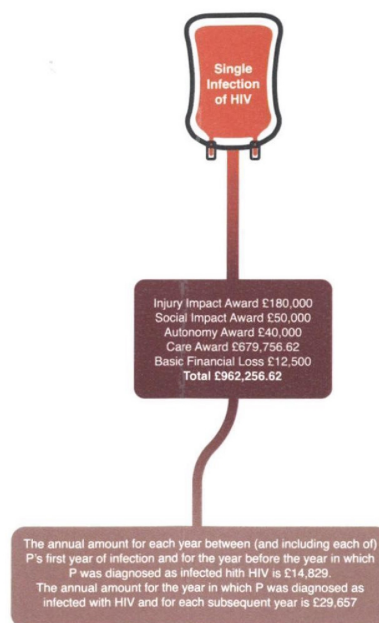 Single
Infection
of HIV
Injury Impact Award £180,000
Social Impact Award £50,000
Autonomy Award £40,000
Care Award £679,756.62
Basic Financial Loss £12,500
Total £962,256.62
The annual amount for each year between (and including each of)
P's first year of infection and for the year before the year in which
P was diagnosed as infected hith HIV is £14,829.
The annual amount for the year in which P was diagnosed as
infected with HIV and for each subsequent year is £29,657